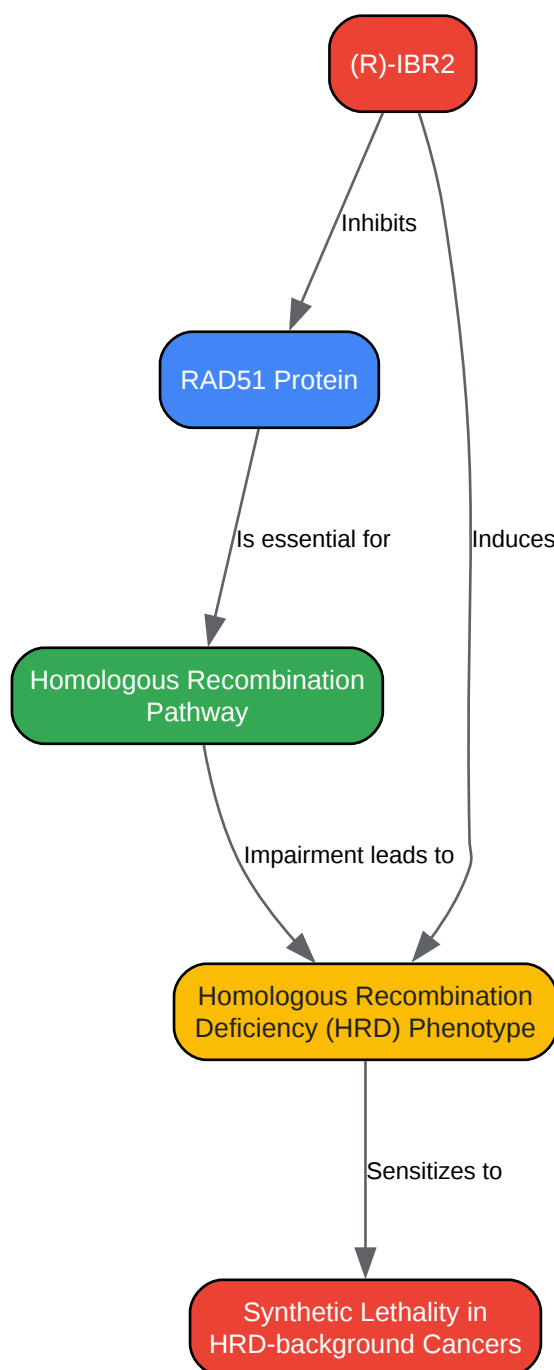 (R)-IBR2
Inhibits
RAD51 Protein
Is essential for
Induces
Homologous Recombination
Pathway
Impairment leads to
Homologous Recombination
Deficiency (HRD) Phenotype
Sensitizes to
Synthetic Lethality in
HRD-background Cancers